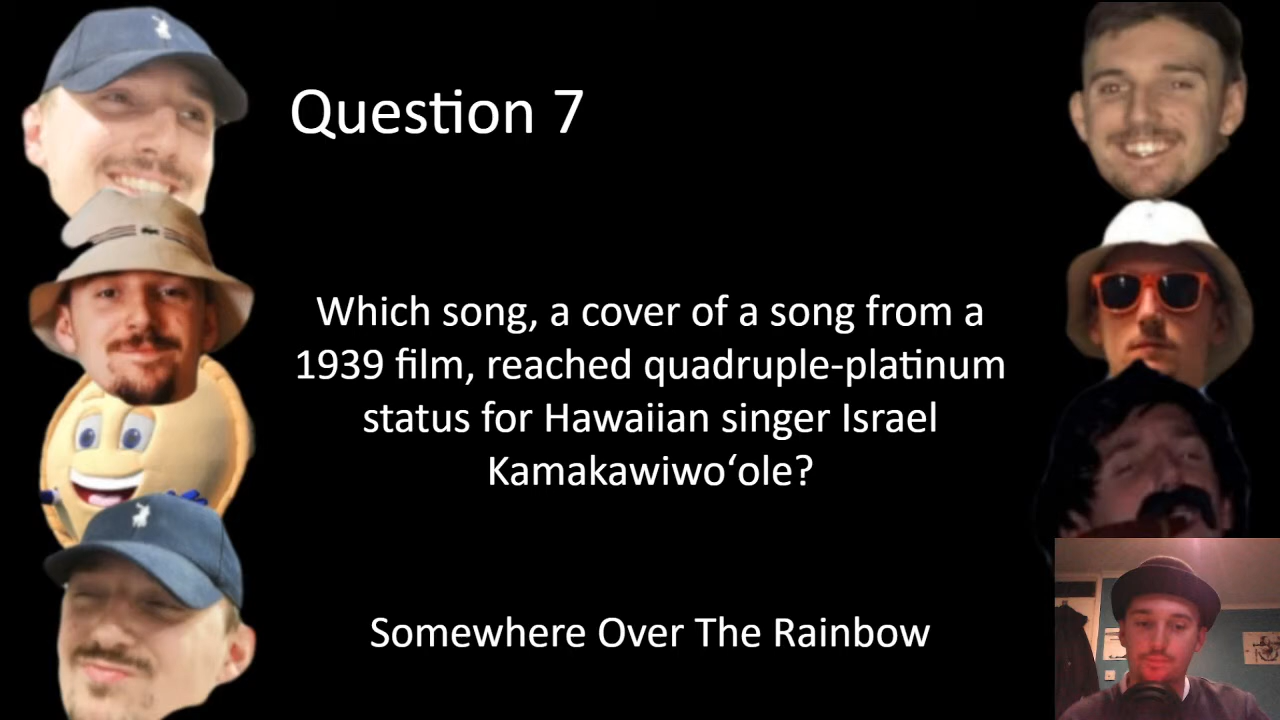 Question 7
Which song, a cover of a song from a
1939 film, reached quadruple-platinum
status for Hawaiian singer Israel
Kamakawiwoʻole?
Somewhere Over The Rainbow